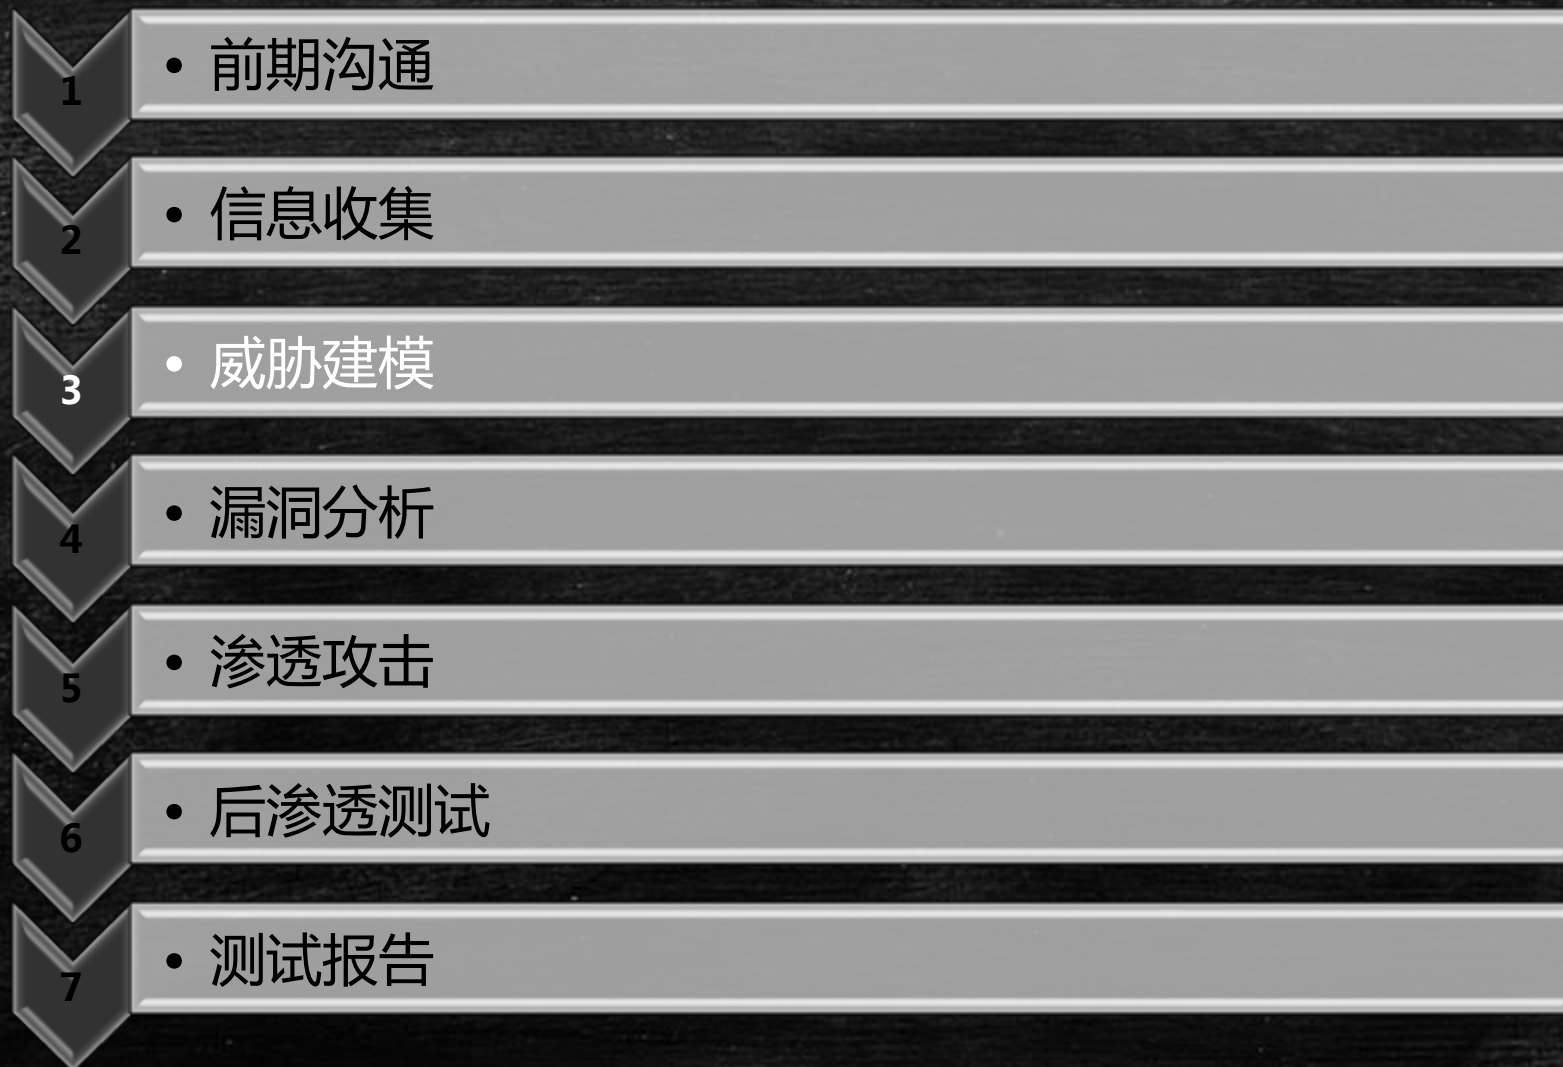 1
• 前期沟通
2
• 信息收集
3
• 威胁建模
4
• 漏洞分析
5
• 渗透攻击
6
• 后渗透测试
7
• 测试报告